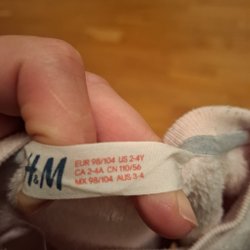 H&M
EUR 98/104 US 2-4Y
CA 2-4A CN 110/56
MX 98/104 AUS 3-4